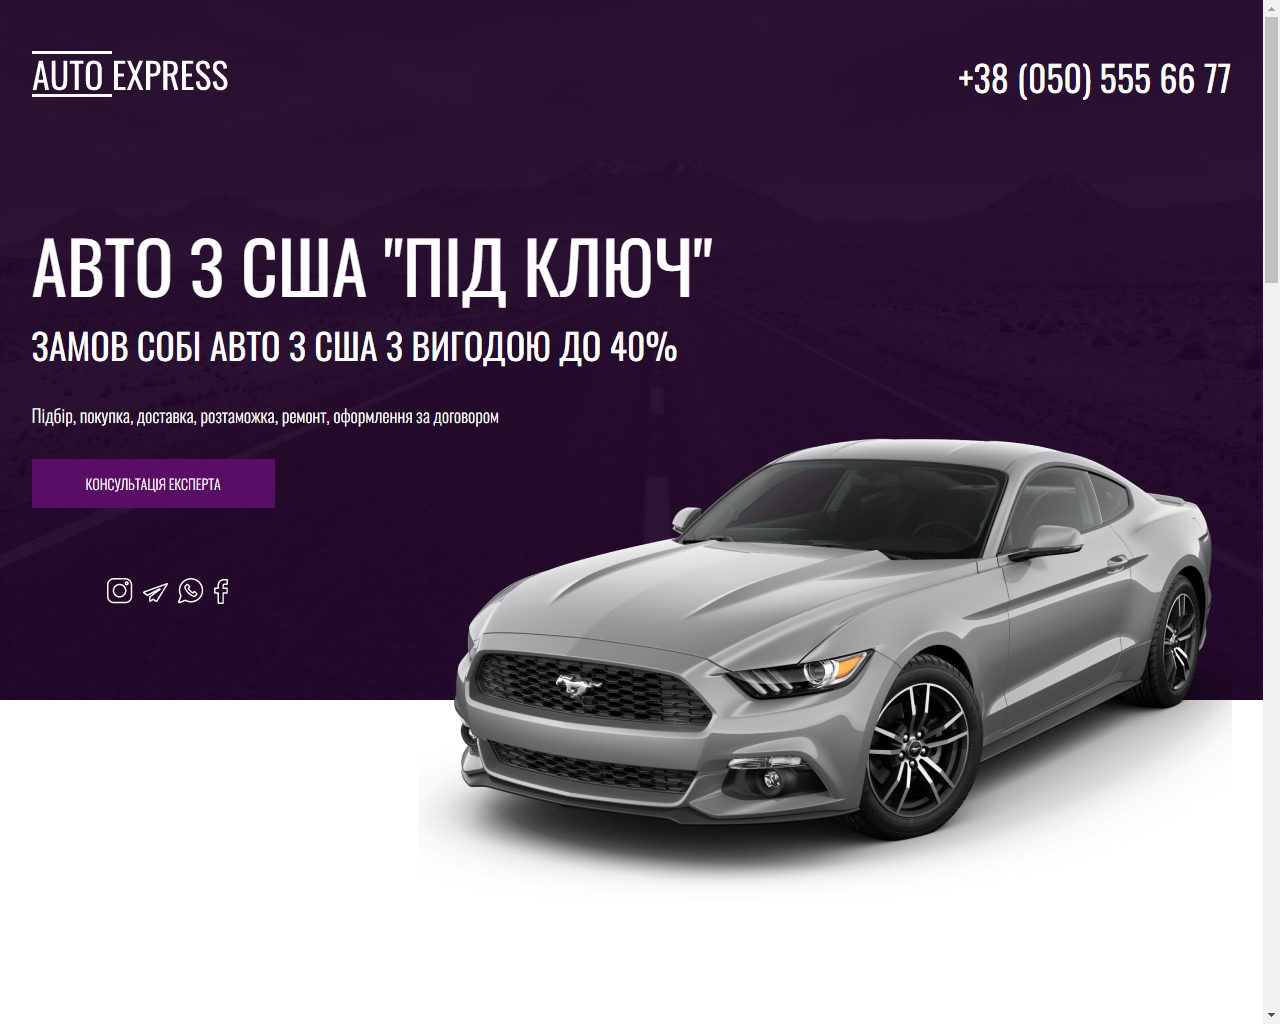 AUTO EXPRESS
+38 (050) 555 66 77
АВТО З США "ПІД КЛЮЧ"
ЗАМОВ СОБІ АВТО З США З ВИГОДОЮ ДО 40%
Підбір, покупка, доставка, розтаможка, ремонт, оформлення за договором
КОНСУЛЬТАЦІЯ ЕКСПЕРТА